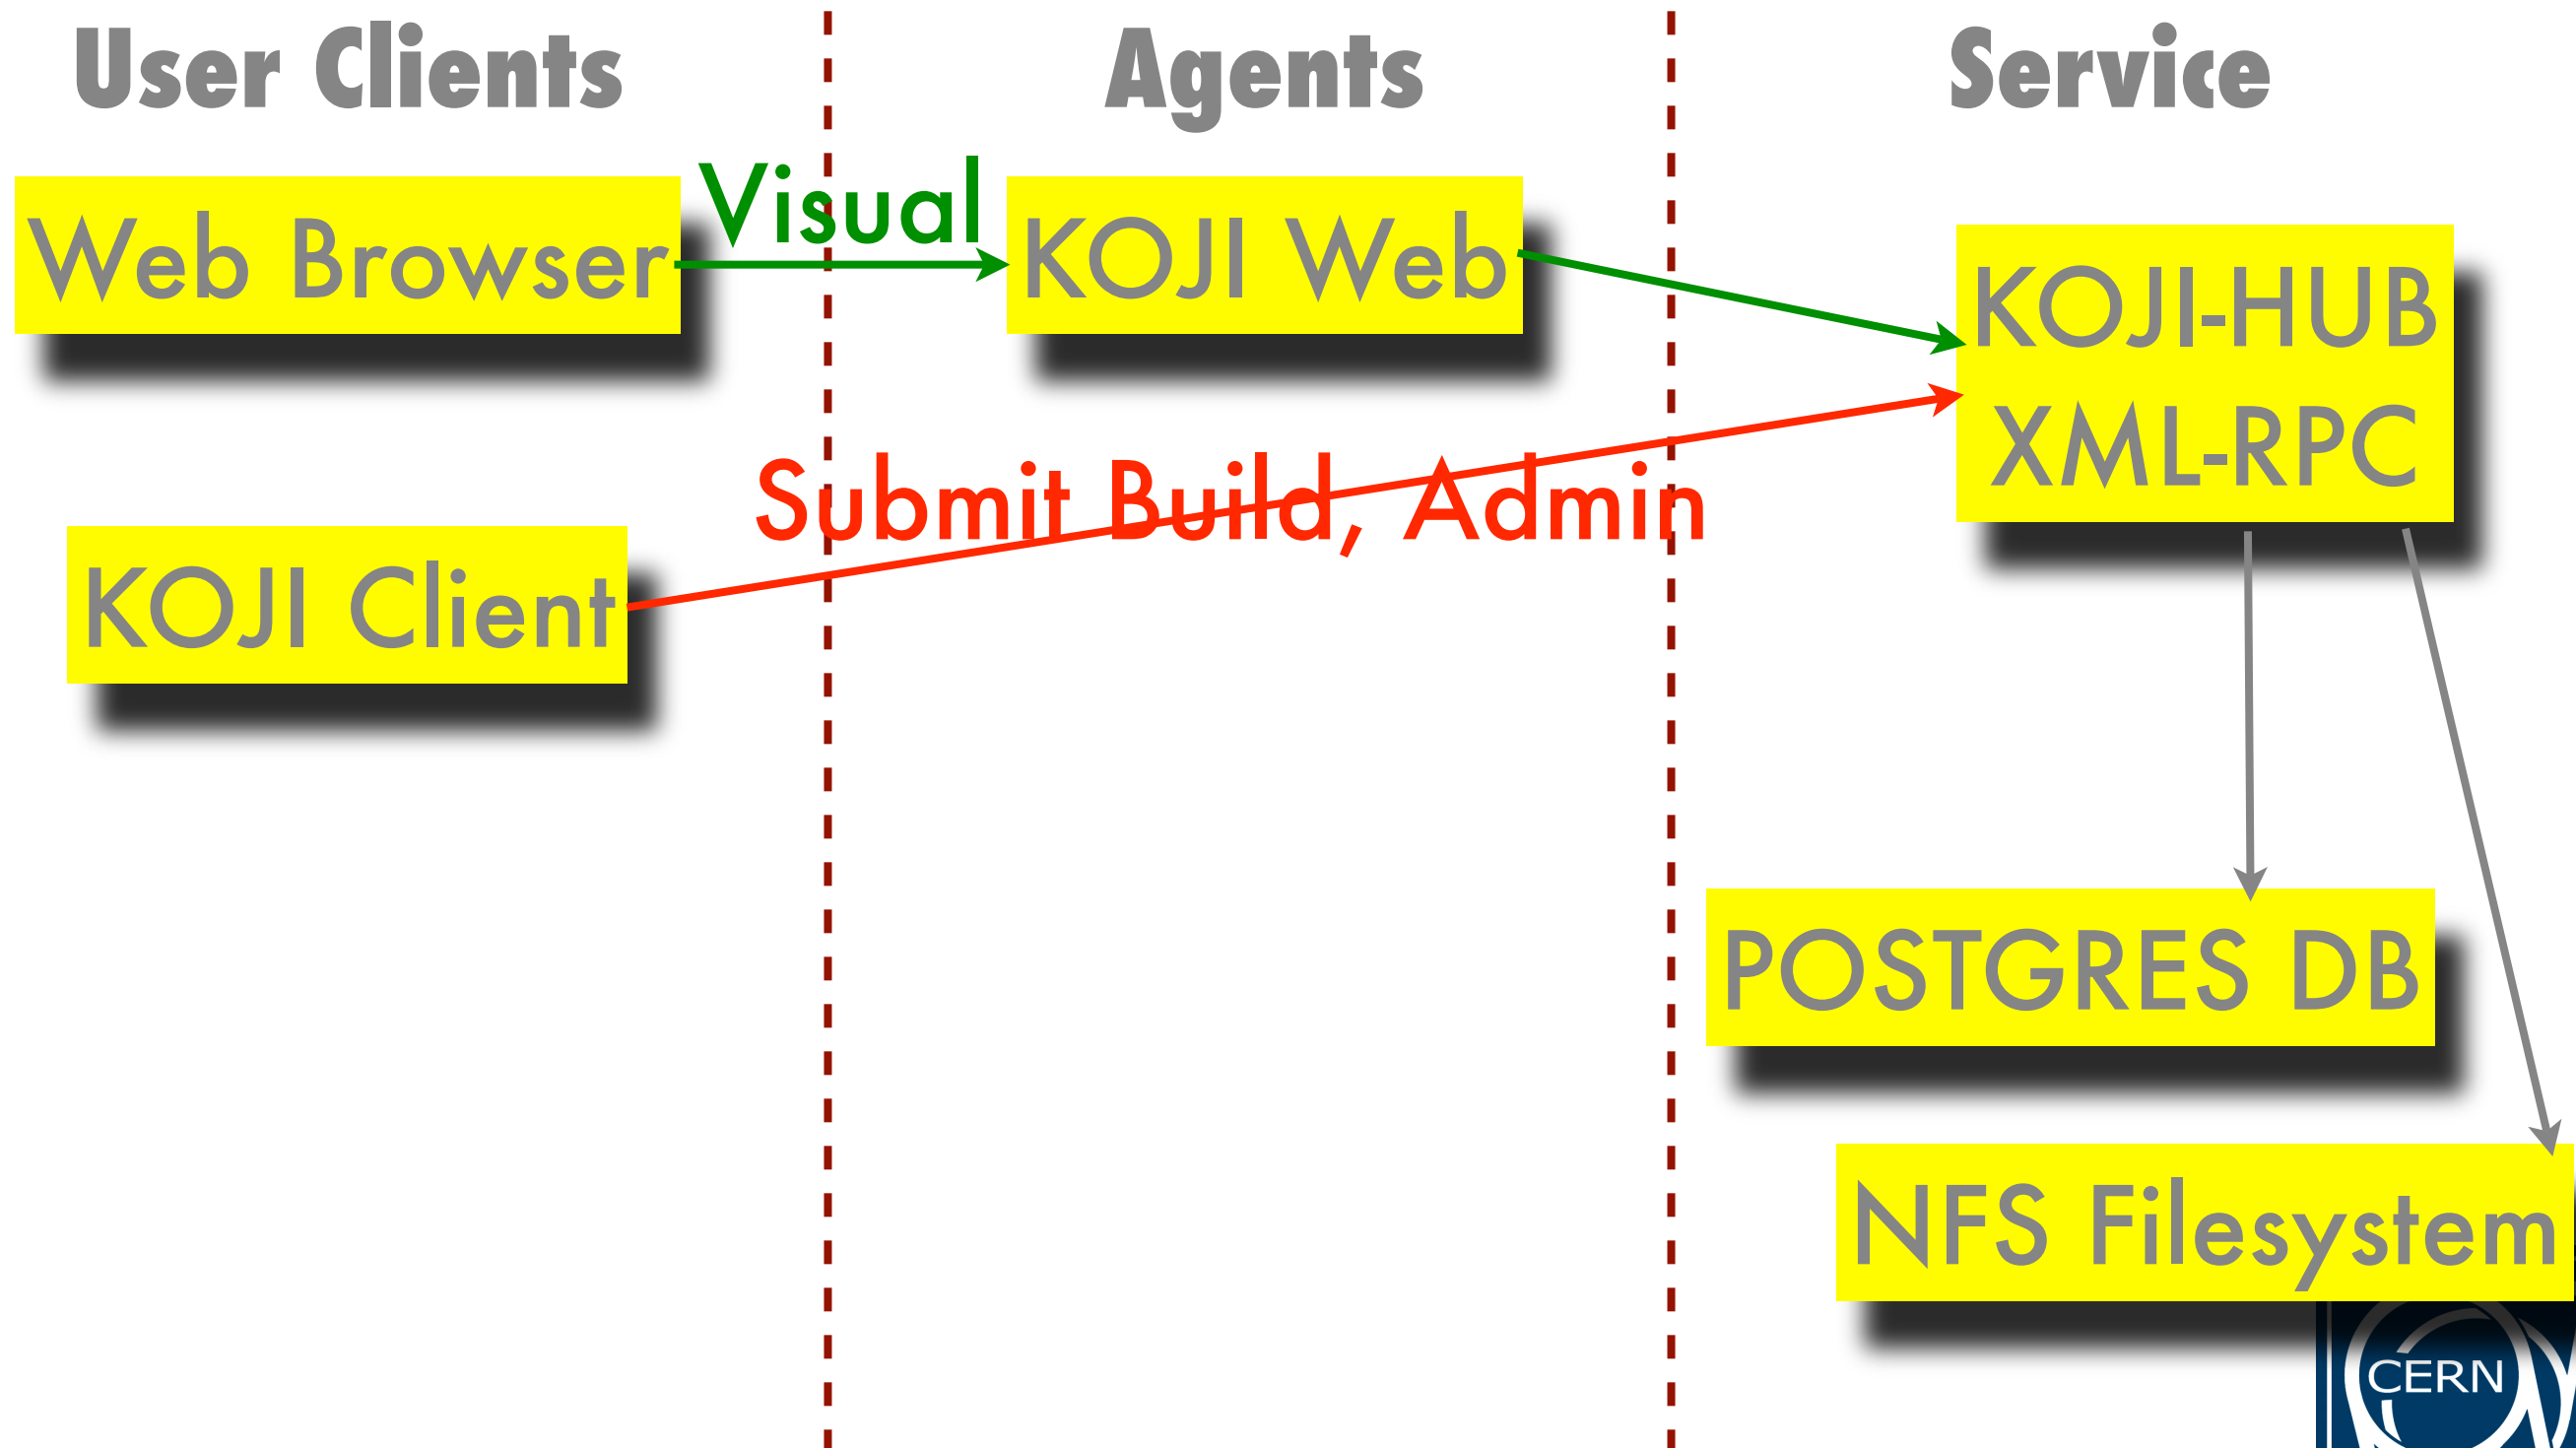 User Clients
Agents
Service
Visual
Web Browser
KOJI Web
KOJI-HUB
XML-RPC
Submit Build, Admin
KOJI Client
POSTGRES DB
NFS Filesystem
CERN